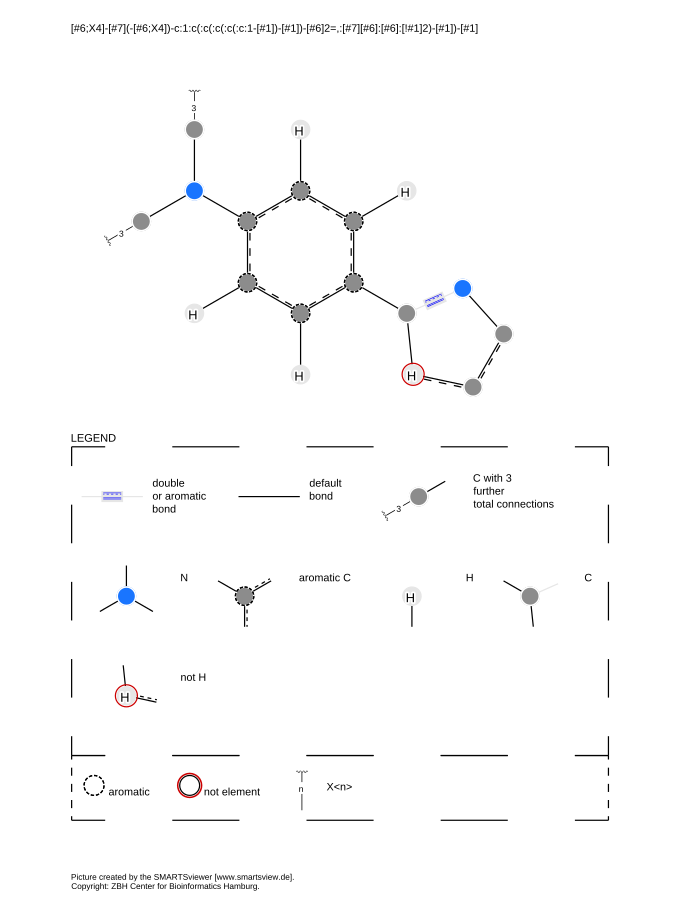 [#6;X4]-[#7](-[#6;X4])-c:1:c(:c(:c(:c(:c:1-[#1])-[#1])-[#6]2=,:[#7][#6]:[#6]:[!#1]2)-[#1])-[#1]
3
H
H
3
H
H
H
LEGEND
double
or aromatic
bond
default
bond
C with 3
further
total connections
3
N
aromatic C
H
H
C
H
not H
aromatic
not element
n
X<n>
Picture created by the SMARTSviewer [www.smartsview.de].
Copyright: ZBH Center for Bioinformatics Hamburg.